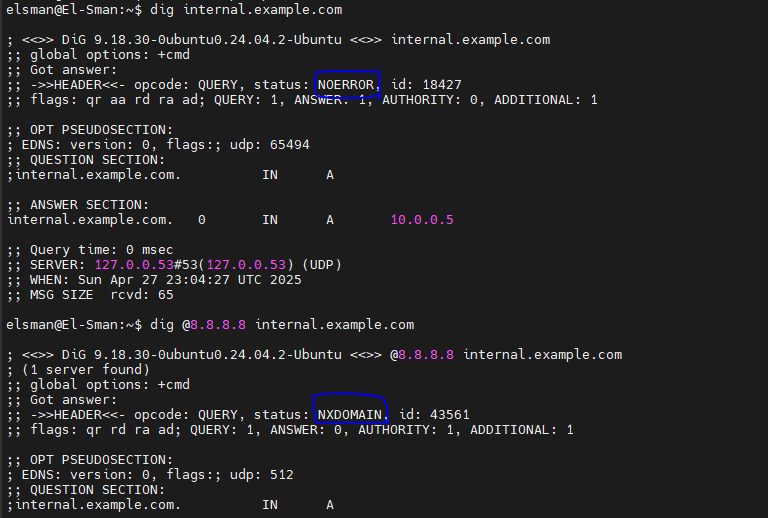 elsman@El-Sman:~$ dig internal.example.com
; <<>> DiG 9.18.30-0ubuntu0.24.04.2-Ubuntu <<>> internal.example.com
;; global options: +cmd
;; Got answer:
;; ->>HEADER<<- opcode: QUERY, status: NOERROR, id: 18427
;; flags: qr aa rd ra ad; QUERY: 1, ANSWER: 1, AUTHORITY: 0, ADDITIONAL: 1
;; OPT PSEUDOSECTION:
; EDNS: version: 0, flags:; udp: 65494
;; QUESTION SECTION:
;internal.example.com. IN A
;; ANSWER SECTION:
internal.example.com. 0 IN A 10.0.0.5
;; Query time: 0 msec
;; SERVER: 127.0.0.53#53(127.0.0.53) (UDP)
;; WHEN: Sun Apr 27 23:04:27 UTC 2025
;; MSG SIZE rcvd: 65
elsman@El-Sman:~$ dig @8.8.8.8 internal.example.com
; <<>> DiG 9.18.30-0ubuntu0.24.04.2-Ubuntu <<>> @8.8.8.8 internal.example.com
; (1 server found)
;; global options: +cmd
;; Got answer:
;; ->>HEADER<<- opcode: QUERY, status: NXDOMAIN, id: 43561
;; flags: qr rd ra ad; QUERY: 1, ANSWER: 0, AUTHORITY: 1, ADDITIONAL: 1
;; OPT PSEUDOSECTION:
; EDNS: version: 0, flags:; udp: 512
;; QUESTION SECTION:
;internal.example.com. IN A